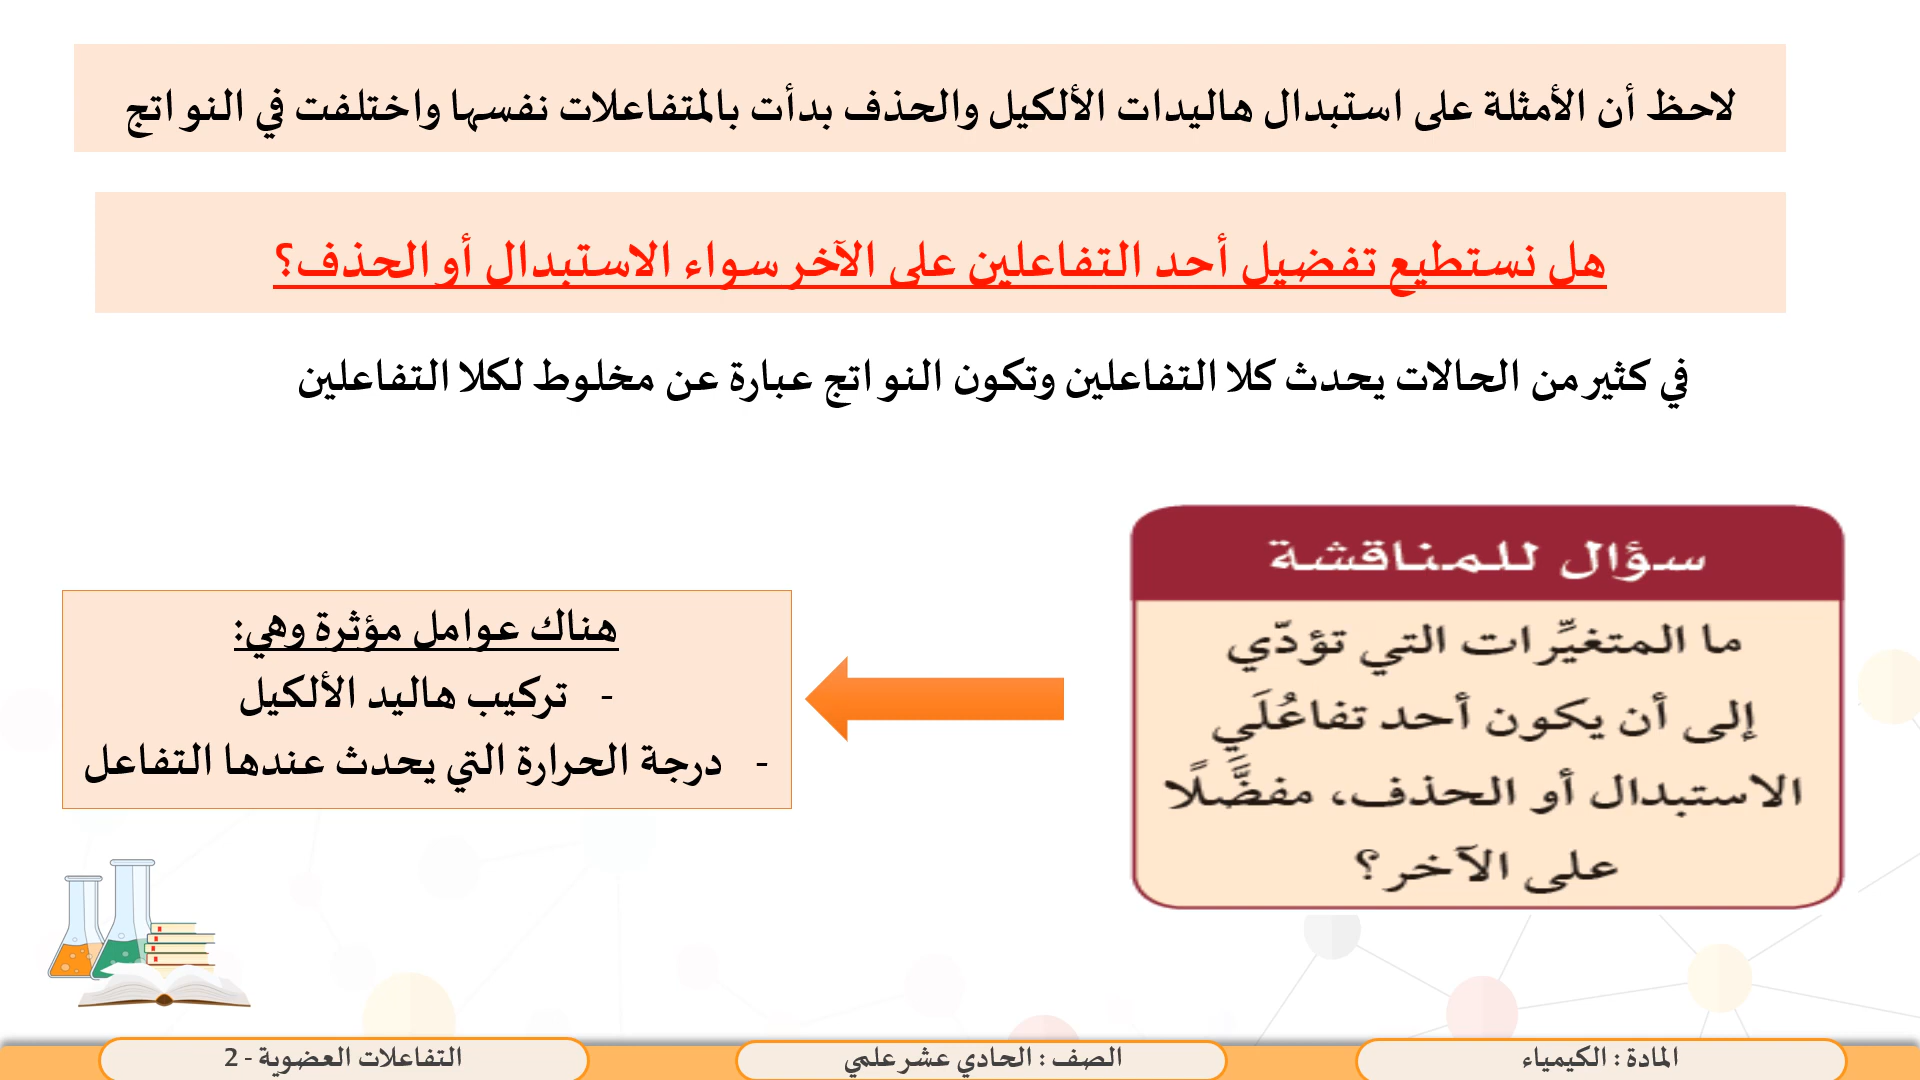 لاحظ أن الأمثلة على استبدال هاليدات الألكيل والحذف بدأت بالمتفاعلات نفسها واختلفت في النواتج
هل نستطيع تفضيل أحد التفاعلين على الآخر سواء الاستبدال أو الحذف؟
في كثير من الحالات يحدث كلا التفاعلين وتكون النواتج عبارة عن مخلوط لكلا التفاعلين
سؤال للمناقشة
ما المتغيِّرات التي تؤدّي
إلى أن يكون أحد تفاعُلَيِ
الاستبدال أو الحذف، مفضَّلًا
على الآخر؟
هناك عوامل مؤثرة وهي:
- تركيب هاليد الألكيل
- درجة الحرارة التي يحدث عندها التفاعل
المادة : الكيمياء
الصف : الحادي عشر علمي
التفاعلات العضوية - 2